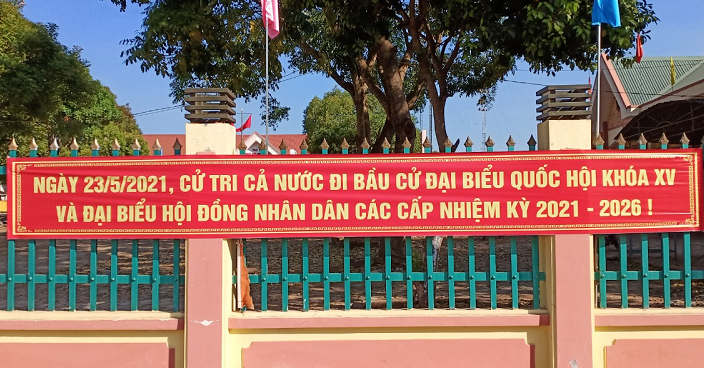 NGÀY 23/5/2021, CỬ TRI CẢ NƯỚC ĐI BẦU CỬ ĐẠI BIỂU QUỐC HỘI KHÓA XV
VÀ ĐẠI BIỂU HỘI ĐỒNG NHÂN DÂN CÁC CẤP NHIỆM KỲ 2021 - 2026 !